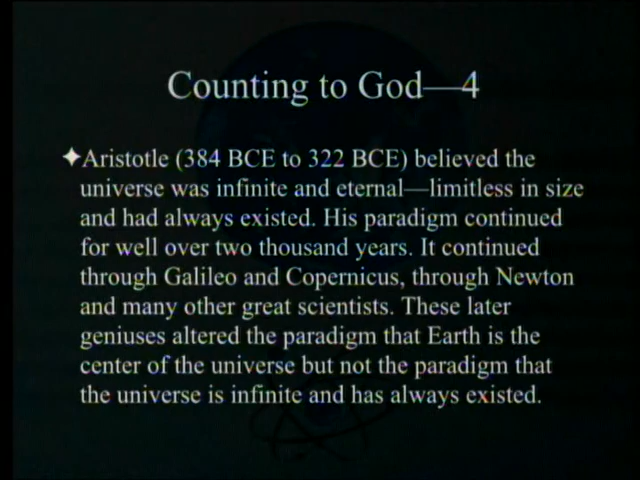 Counting to God—4
✦Aristotle (384 BCE to 322 BCE) believed the
universe was infinite and eternal—limitless in size
and had always existed. His paradigm continued
for well over two thousand years. It continued
through Galileo and Copernicus, through Newton
and many other great scientists. These later
geniuses altered the paradigm that Earth is the
center of the universe but not the paradigm that
the universe is infinite and has always existed.